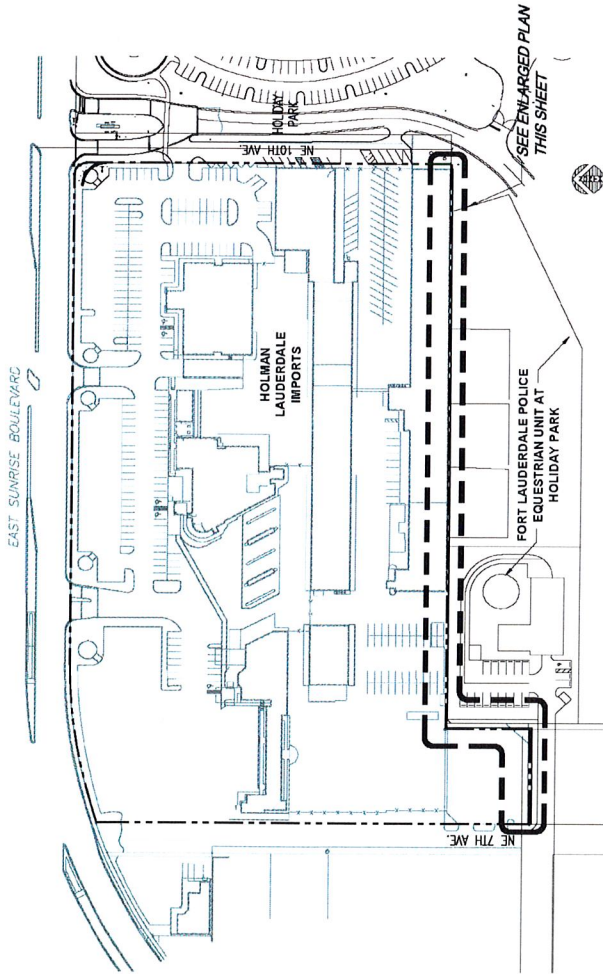 EAST SUNRISE BOULEVARD
HOLIDAY
PARK
NE 10TH AVE.
SEE ENLARGED PLAN
THIS SHEET
HOLMAN
LAUDERDALE
IMPORTS
FORT LAUDERDALE POLICE
EQUESTRIAN UNIT AT
HOLIDAY PARK
NE 7TH AVE.